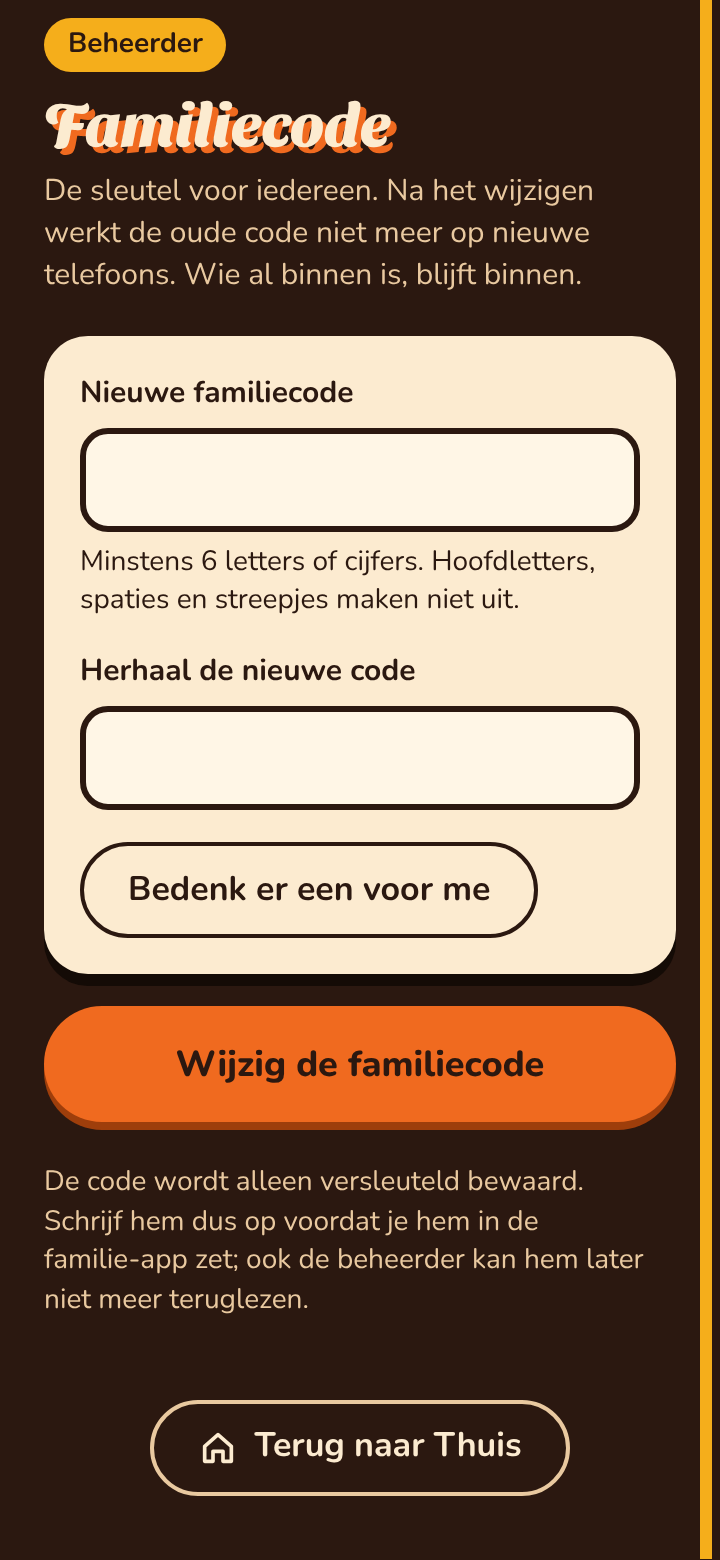 Beheerder
Familiecode
De sleutel voor iedereen. Na het wijzigen
werkt de oude code niet meer op nieuwe
telefoons. Wie al binnen is, blijft binnen.
Nieuwe familiecode
Minstens 6 letters of cijfers. Hoofdletters,
spaties en streepjes maken niet uit.
Herhaal de nieuwe code
Bedenk er een voor me
Wijzig de familiecode
De code wordt alleen versleuteld bewaard.
Schrijf hem dus op voordat je hem in de
familie-app zet; ook de beheerder kan hem later
niet meer teruglezen.
Terug naar Thuis